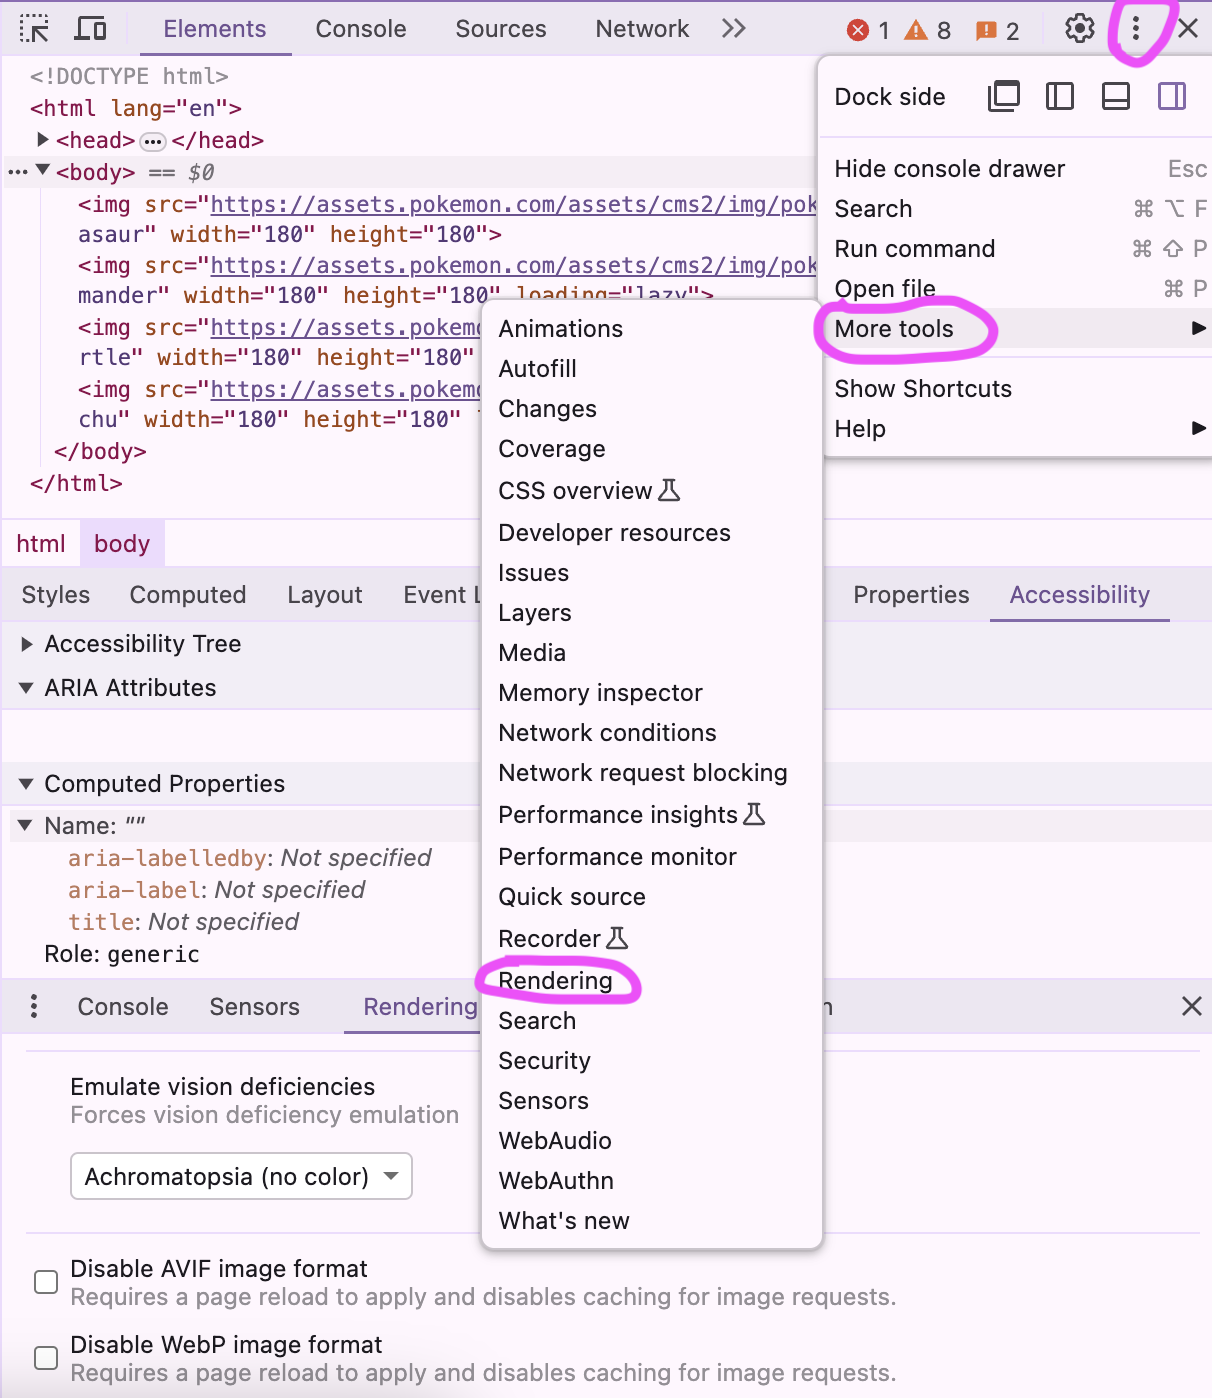 Elements Console Sources Network 1 8 2
<!DOCTYPE html>
<html lang="en">
<head> ••• </head>
••• <body> == $0
<img src="https://assets.pokemon.com/assets/cms2/img/pok
asaur" width="180" height="180">
<img src="https://assets.pokemon.com/assets/cms2/img/pok
mander" width="180" height="180" loading="lazy">
<img src="https://assets.pokemo
rtle" width="180" height="180"
<img src="https://assets.pokemo
chu" width="180" height="180"
</body>
</html>
html body
Dock side
Hide console drawer Esc
Search ⌘ ⌥ F
Run command ⌘ ⇧ P
Open file ⌘ P
More tools
Show Shortcuts
Help
Animations
Autofill
Changes
Coverage
CSS overview
Developer resources
Issues
Layers
Media
Memory inspector
Network conditions
Network request blocking
Performance insights
Performance monitor
Quick source
Recorder
Rendering
Search
Security
Sensors
WebAudio
WebAuthn
What's new
Styles Computed Layout Event L Properties Accessibility
Accessibility Tree
ARIA Attributes
Computed Properties
Name: ""
aria-labelledby: Not specified
aria-label: Not specified
title: Not specified
Role: generic
Console Sensors Rendering n
Emulate vision deficiencies
Forces vision deficiency emulation
Achromatopsia (no color)
Disable AVIF image format
Requires a page reload to apply and disables caching for image requests.
Disable WebP image format
Requires a page reload to apply and disables caching for image requests.